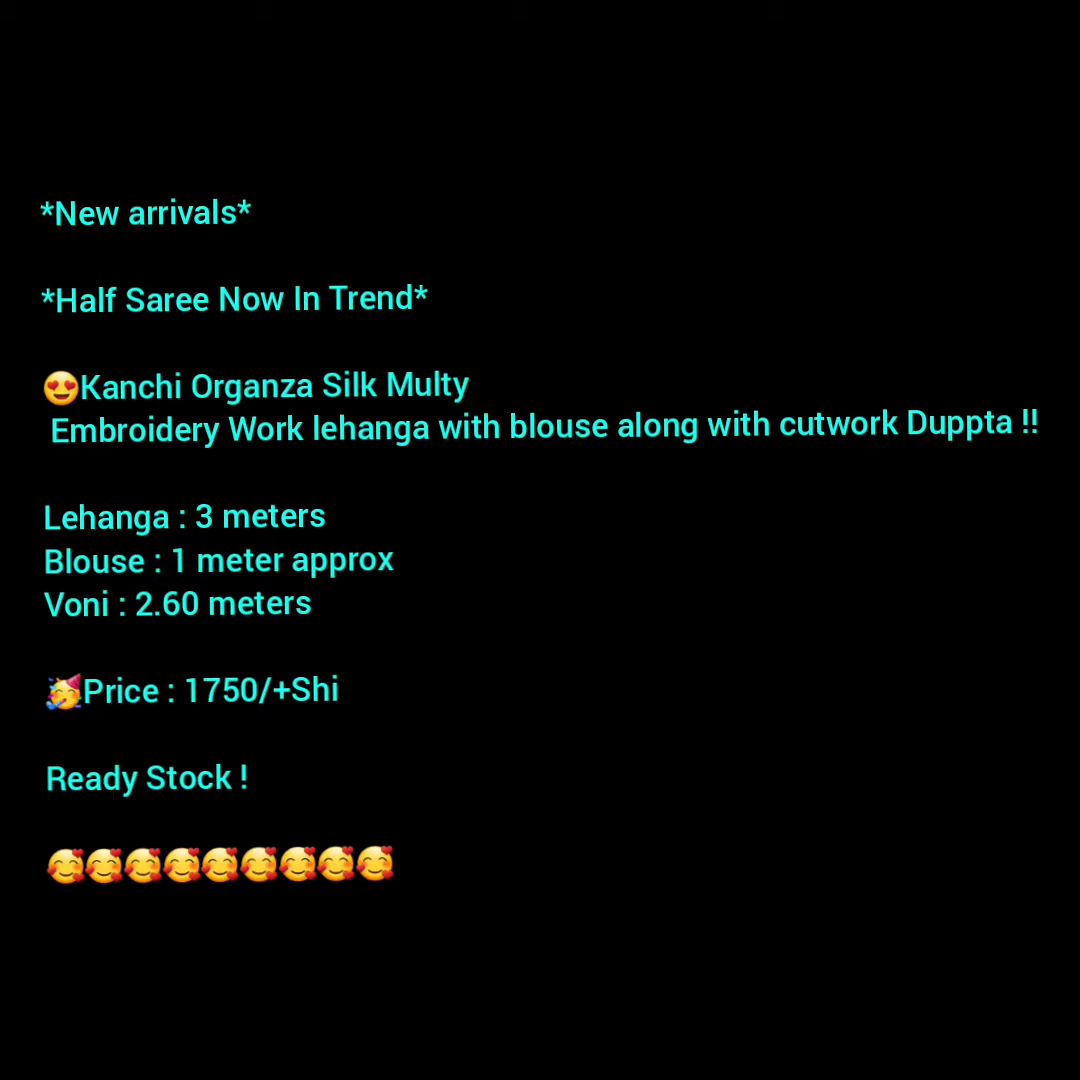 *New arrivals*
*Half Saree Now In Trend*
😍Kanchi Organza Silk Multy
Embroidery Work lehanga with blouse along with cutwork Duppta !!
Lehanga : 3 meters
Blouse : 1 meter approx
Voni : 2.60 meters
🥳Price : 1750/+Shi
Ready Stock !
🥰🥰🥰🥰🥰🥰🥰🥰🥰